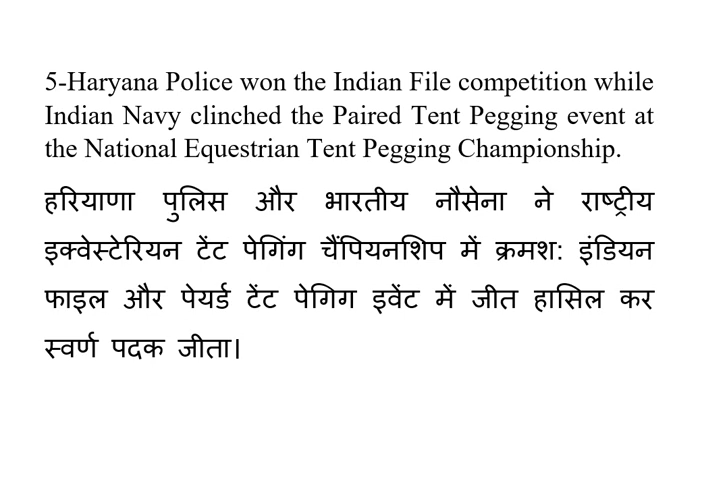 5-Haryana Police won the Indian File competition while
Indian Navy clinched the Paired Tent Pegging event at
the National Equestrian Tent Pegging Championship.
हरियाणा पुलिस और भारतीय नौसेना ने राष्ट्रीय
इक्वेस्टेरियन टेंट पेगिंग चैंपियनशिप में क्रमश: इंडियन
फाइल और पेयर्ड टेंट पेगिग इवेंट में जीत हासिल कर
स्वर्ण पदक जीता।